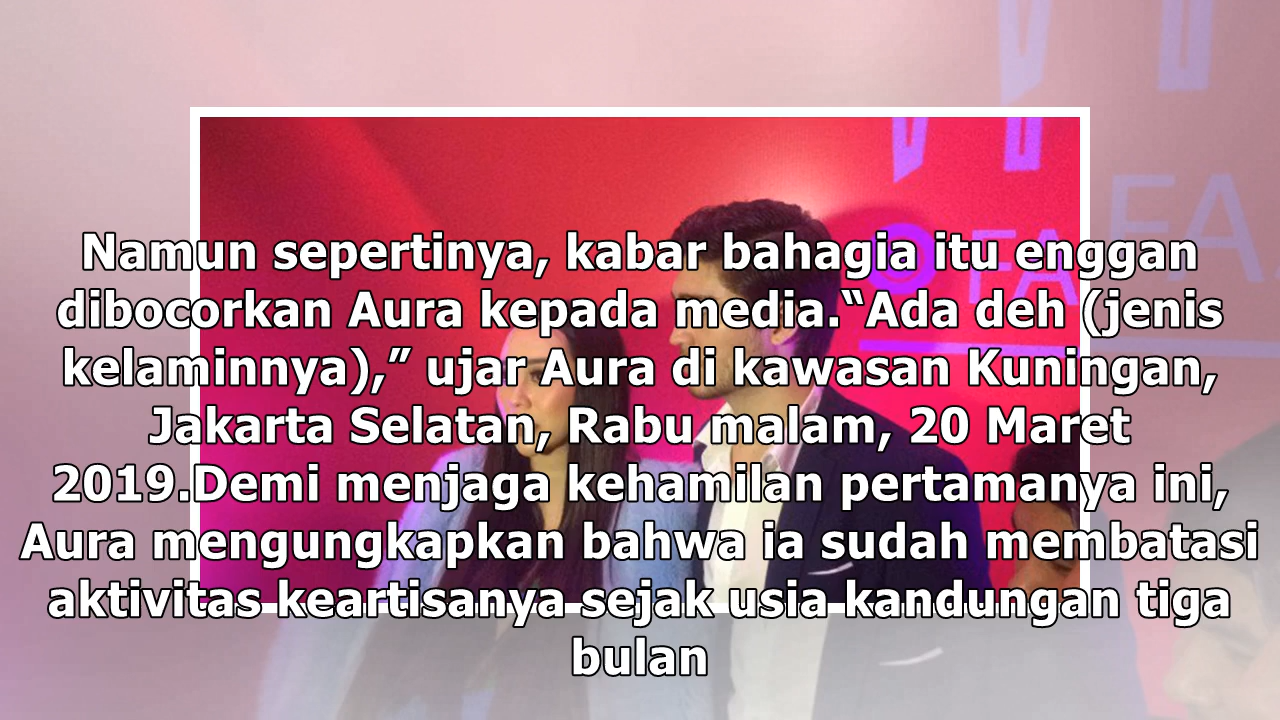 Namun sepertinya, kabar bahagia itu enggan
dibocorkan Aura kepada media.“Ada deh (jenis
kelaminnya),” ujar Aura di kawasan Kuningan,
Jakarta Selatan, Rabu malam, 20 Maret
2019.Demi menjaga kehamilan pertamanya ini,
Aura mengungkapkan bahwa ia sudah membatasi
aktivitas keartisanya sejak usia kandungan tiga
bulan